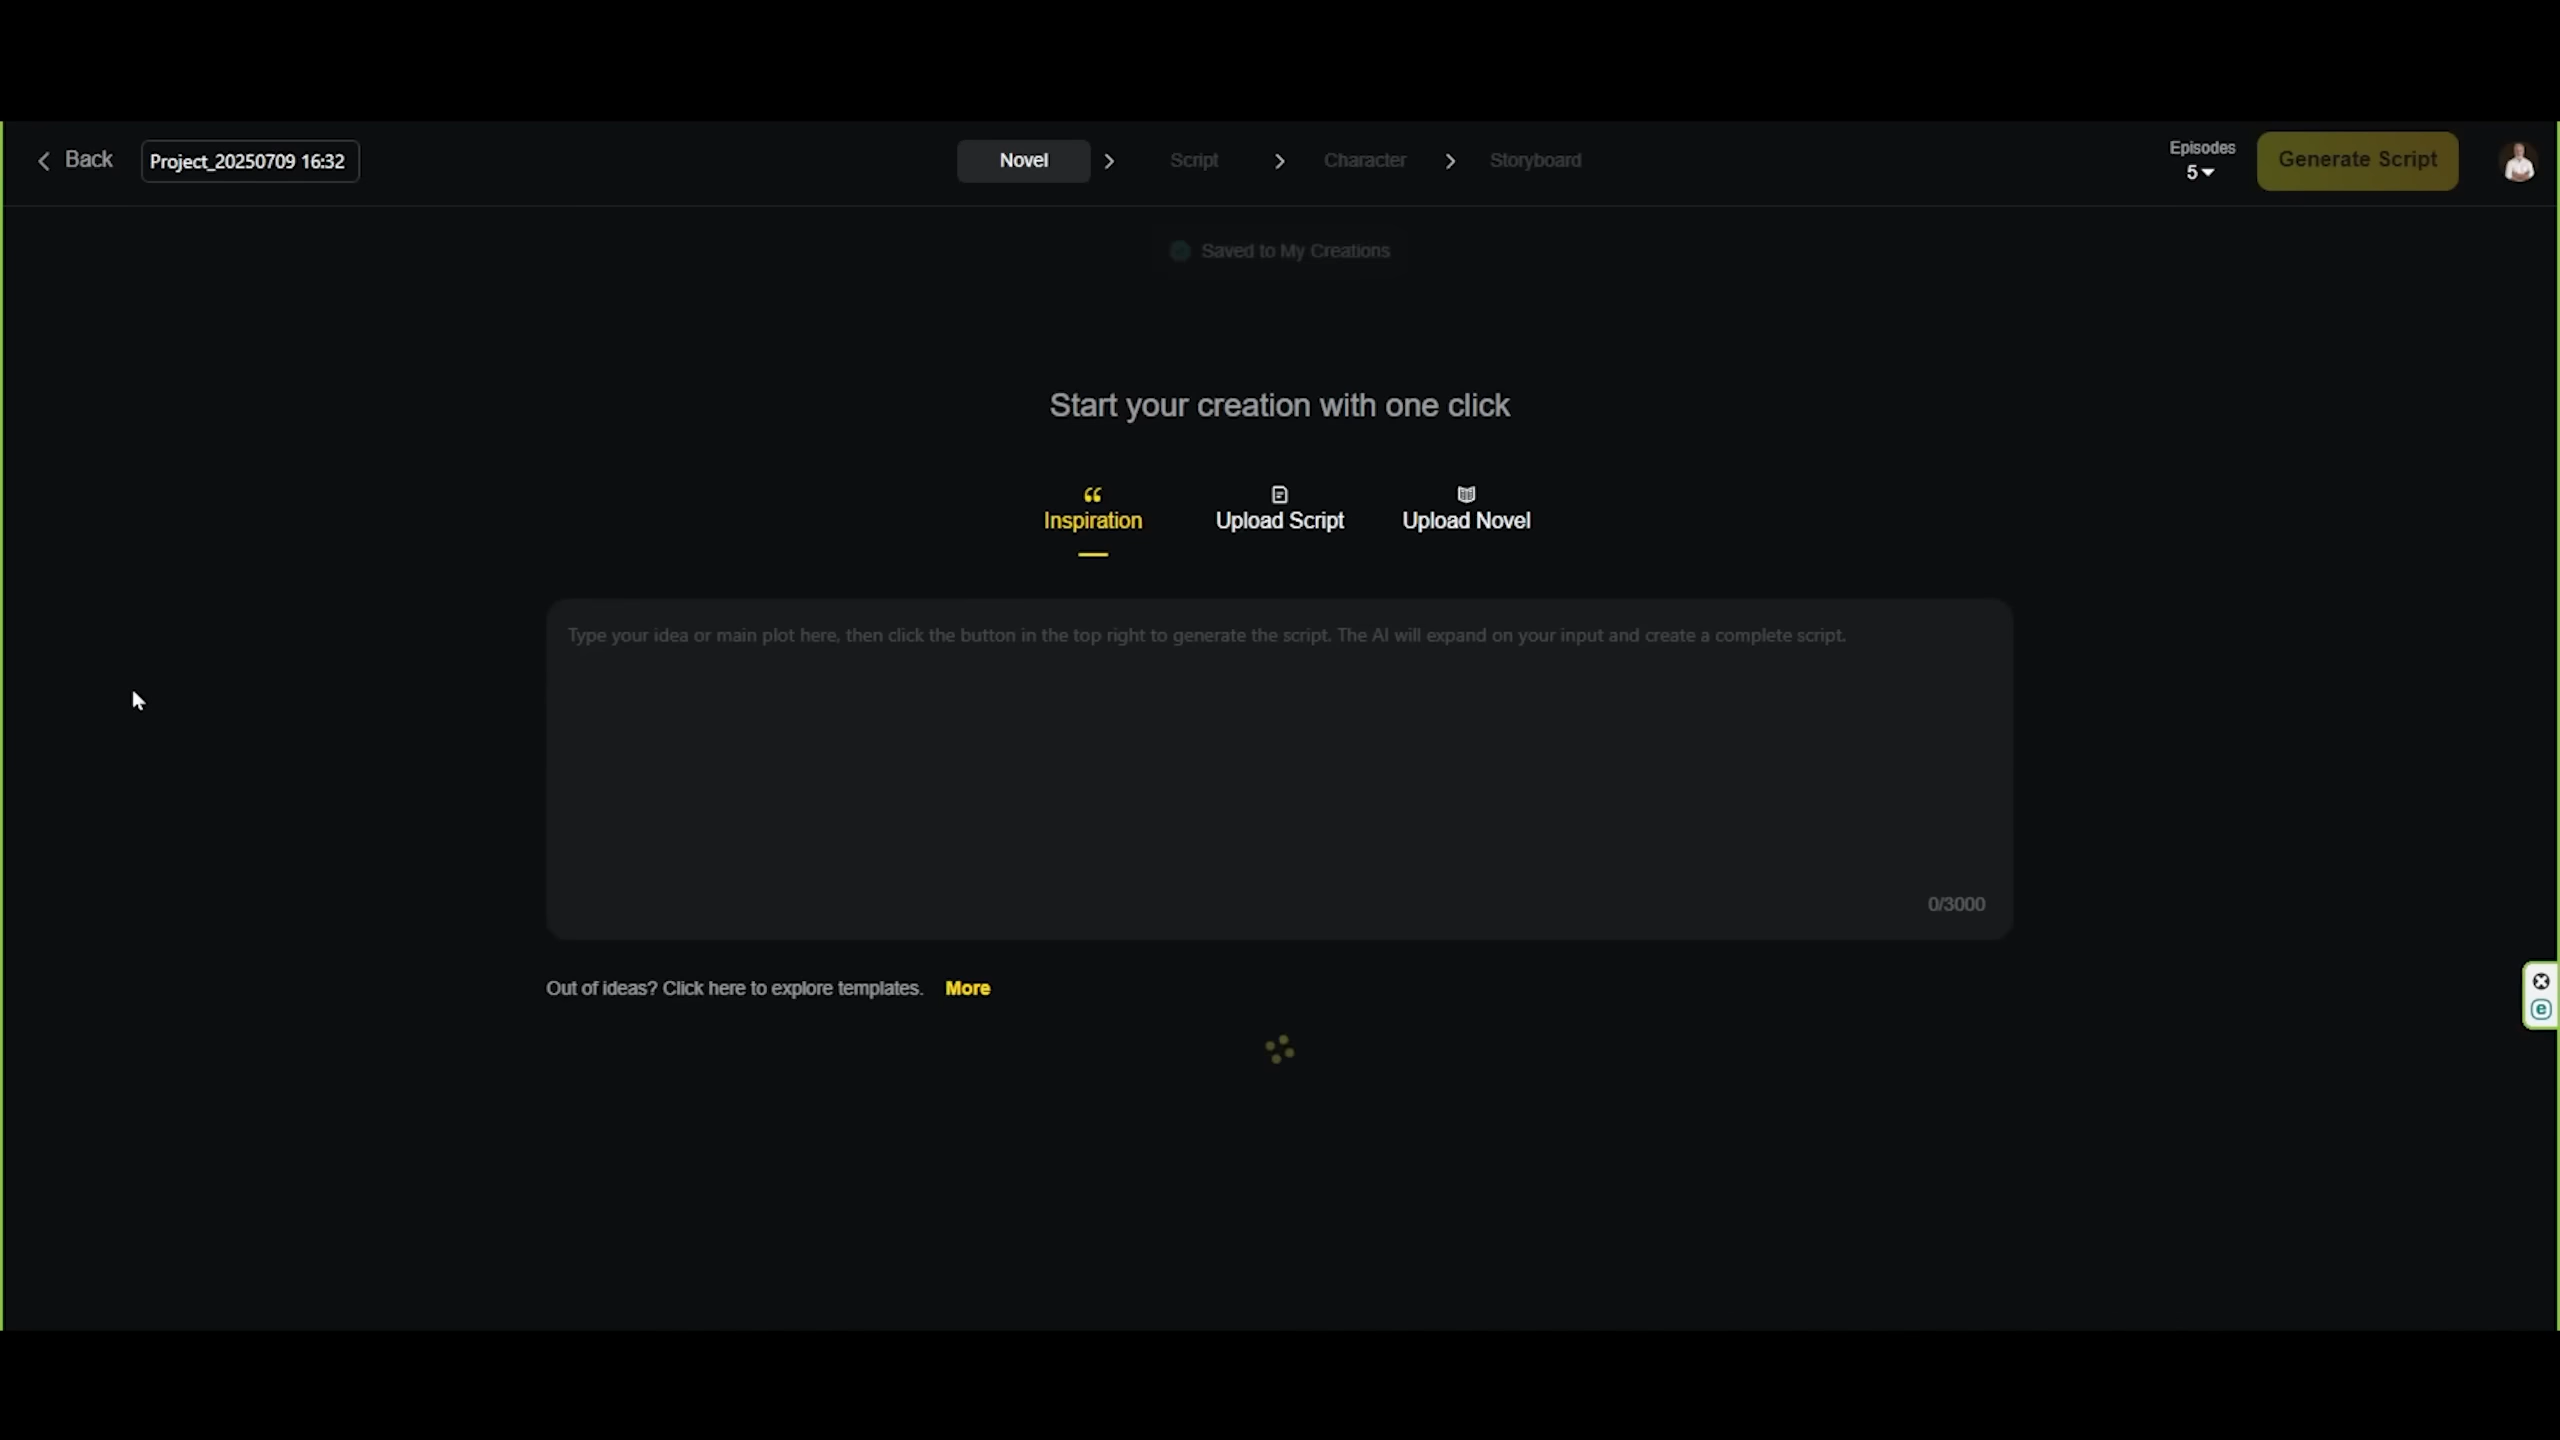 Back
Project_20250709 16:32
Novel
Script
Character
Storyboard
Episodes
5
Generate Script
Saved to My Creations
Start your creation with one click
Inspiration
Upload Script
Upload Novel
Type your idea or main plot here, then click the button in the top right to generate the script. The AI will expand on your input and create a complete script.
0/3000
Out of ideas? Click here to explore templates. More
e